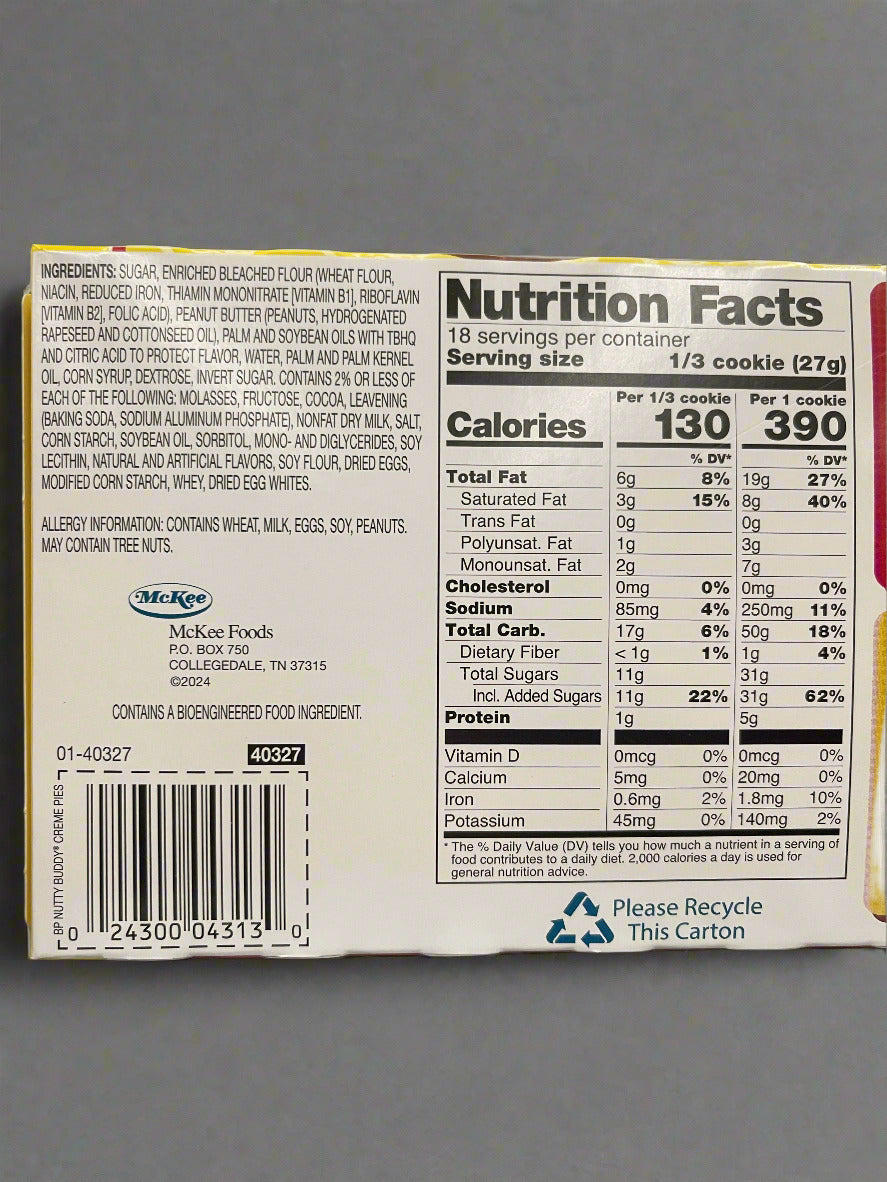 INGREDIENTS: SUGAR, ENRICHED BLEACHED FLOUR (WHEAT FLOUR,
NIACIN, REDUCED IRON, THIAMIN MONONITRATE [VITAMIN B1], RIBOFLAVIN
[VITAMIN B2], FOLIC ACID), PEANUT BUTTER (PEANUTS, HYDROGENATED
RAPESEED AND COTTONSEED OIL), PALM AND SOYBEAN OILS WITH TBHQ
AND CITRIC ACID TO PROTECT FLAVOR, WATER, PALM AND PALM KERNEL
OIL, CORN SYRUP, DEXTROSE, INVERT SUGAR. CONTAINS 2% OR LESS OF
EACH OF THE FOLLOWING: MOLASSES, FRUCTOSE, COCOA, LEAVENING
(BAKING SODA, SODIUM ALUMINUM PHOSPHATE), NONFAT DRY MILK, SALT,
CORN STARCH, SOYBEAN OIL, SORBITOL, MONO- AND DIGLYCERIDES, SOY
LECITHIN, NATURAL AND ARTIFICIAL FLAVORS, SOY FLOUR, DRIED EGGS,
MODIFIED CORN STARCH, WHEY, DRIED EGG WHITES.
ALLERGY INFORMATION: CONTAINS WHEAT, MILK, EGGS, SOY, PEANUTS.
MAY CONTAIN TREE NUTS.
McKee
McKee Foods
P.O. BOX 750
COLLEGEDALE, TN 37315
©2024
CONTAINS A BIOENGINEERED FOOD INGREDIENT.
01-40327 40327
BP NUTTY BUDDY® CREME PIES
0 24300 04313 0
Nutrition Facts
18 servings per container
Serving size 1/3 cookie (27g)
Per 1/3 cookie Per 1 cookie
Calories 130 390
% DV* % DV*
Total Fat 6g 8% 19g 27%
Saturated Fat 3g 15% 8g 40%
Trans Fat 0g 0g
Polyunsat. Fat 1g 3g
Monounsat. Fat 2g 7g
Cholesterol 0mg 0% 0mg 0%
Sodium 85mg 4% 250mg 11%
Total Carb. 17g 6% 50g 18%
Dietary Fiber < 1g 1% 1g 4%
Total Sugars 11g 31g
Incl. Added Sugars 11g 22% 31g 62%
Protein 1g 5g
Vitamin D 0mcg 0% 0mcg 0%
Calcium 5mg 0% 20mg 0%
Iron 0.6mg 2% 1.8mg 10%
Potassium 45mg 0% 140mg 2%
* The % Daily Value (DV) tells you how much a nutrient in a serving of
food contributes to a daily diet. 2,000 calories a day is used for
general nutrition advice.
Please Recycle
This Carton